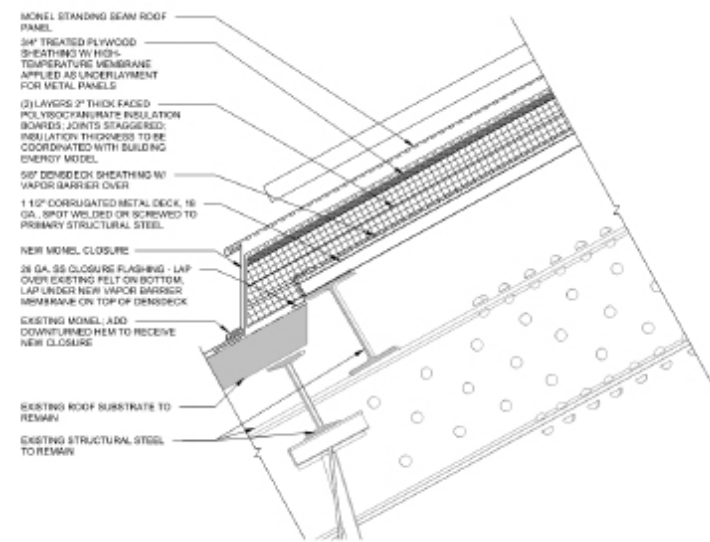 MONEL STANDING SEAM ROOF
PANEL
3/4" TREATED PLYWOOD
SHEATHING W/ HIGH-
TEMPERATURE MEMBRANE
APPLIED AS UNDERLAYMENT
FOR METAL PANELS
(2) LAYERS 2" THICK FACED
POLYISOCYANURATE INSULATION
BOARDS; JOINTS STAGGERED;
INSULATION THICKNESS TO BE
COORDINATED WITH BUILDING
ENERGY MODEL
5/8" DENSDECK SHEATHING W/
VAPOR BARRIER OVER
1 1/2" CORRUGATED METAL DECK, 18
GA., SPOT WELDED OR SCREWED TO
PRIMARY STRUCTURAL STEEL
NEW MONEL CLOSURE
26 GA. SS CLOSURE FLASHING - LAP
OVER EXISTING FELT ON BOTTOM,
LAP UNDER NEW VAPOR BARRIER
MEMBRANE ON TOP OF DENSDECK
EXISTING MONEL; ADD
DOWNTURNED HEM TO RECEIVE
NEW CLOSURE
EXISTING ROOF SUBSTRATE TO
REMAIN
EXISTING STRUCTURAL STEEL
TO REMAIN